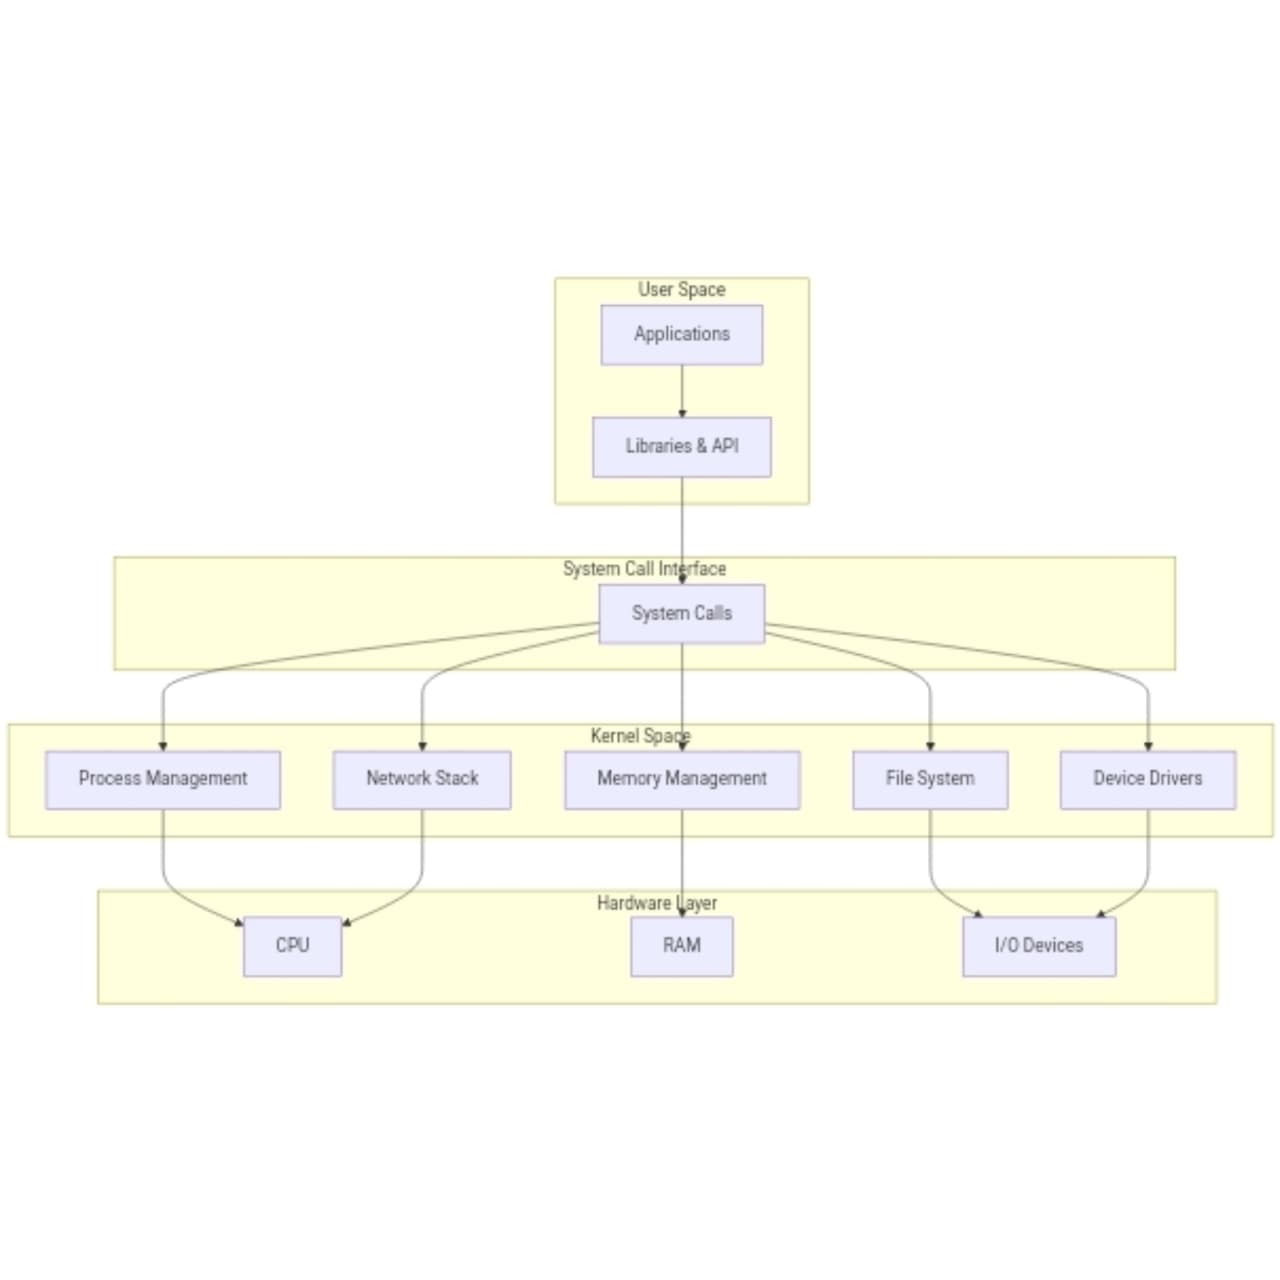 User Space
Applications
Libraries & API
System Call Interface
System Calls
Kernel Space
Process Management
Network Stack
Memory Management
File System
Device Drivers
Hardware Layer
CPU
RAM
I/O Devices